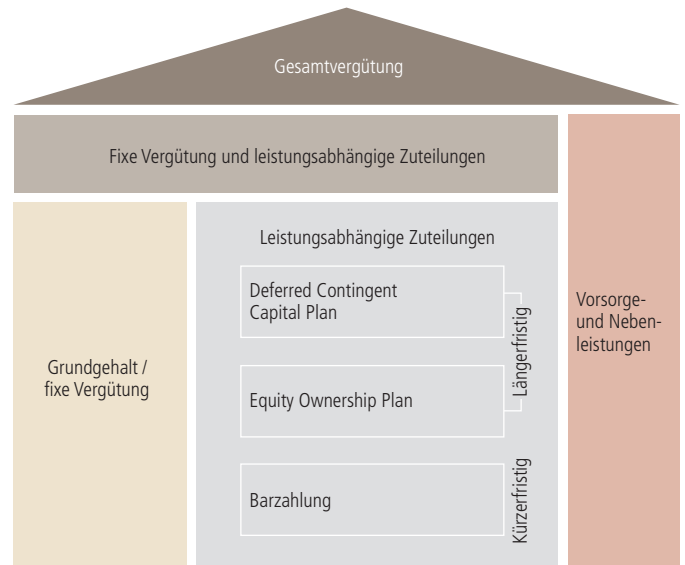 Gesamtvergütung
Fixe Vergütung und leistungsabhängige Zuteilungen
Grundgehalt /
fixe Vergütung
Leistungsabhängige Zuteilungen
Deferred Contingent
Capital Plan
Equity Ownership Plan
Längerfristig
Barzahlung
Kürzerfristig
Vorsorge-
und Neben-
leistungen